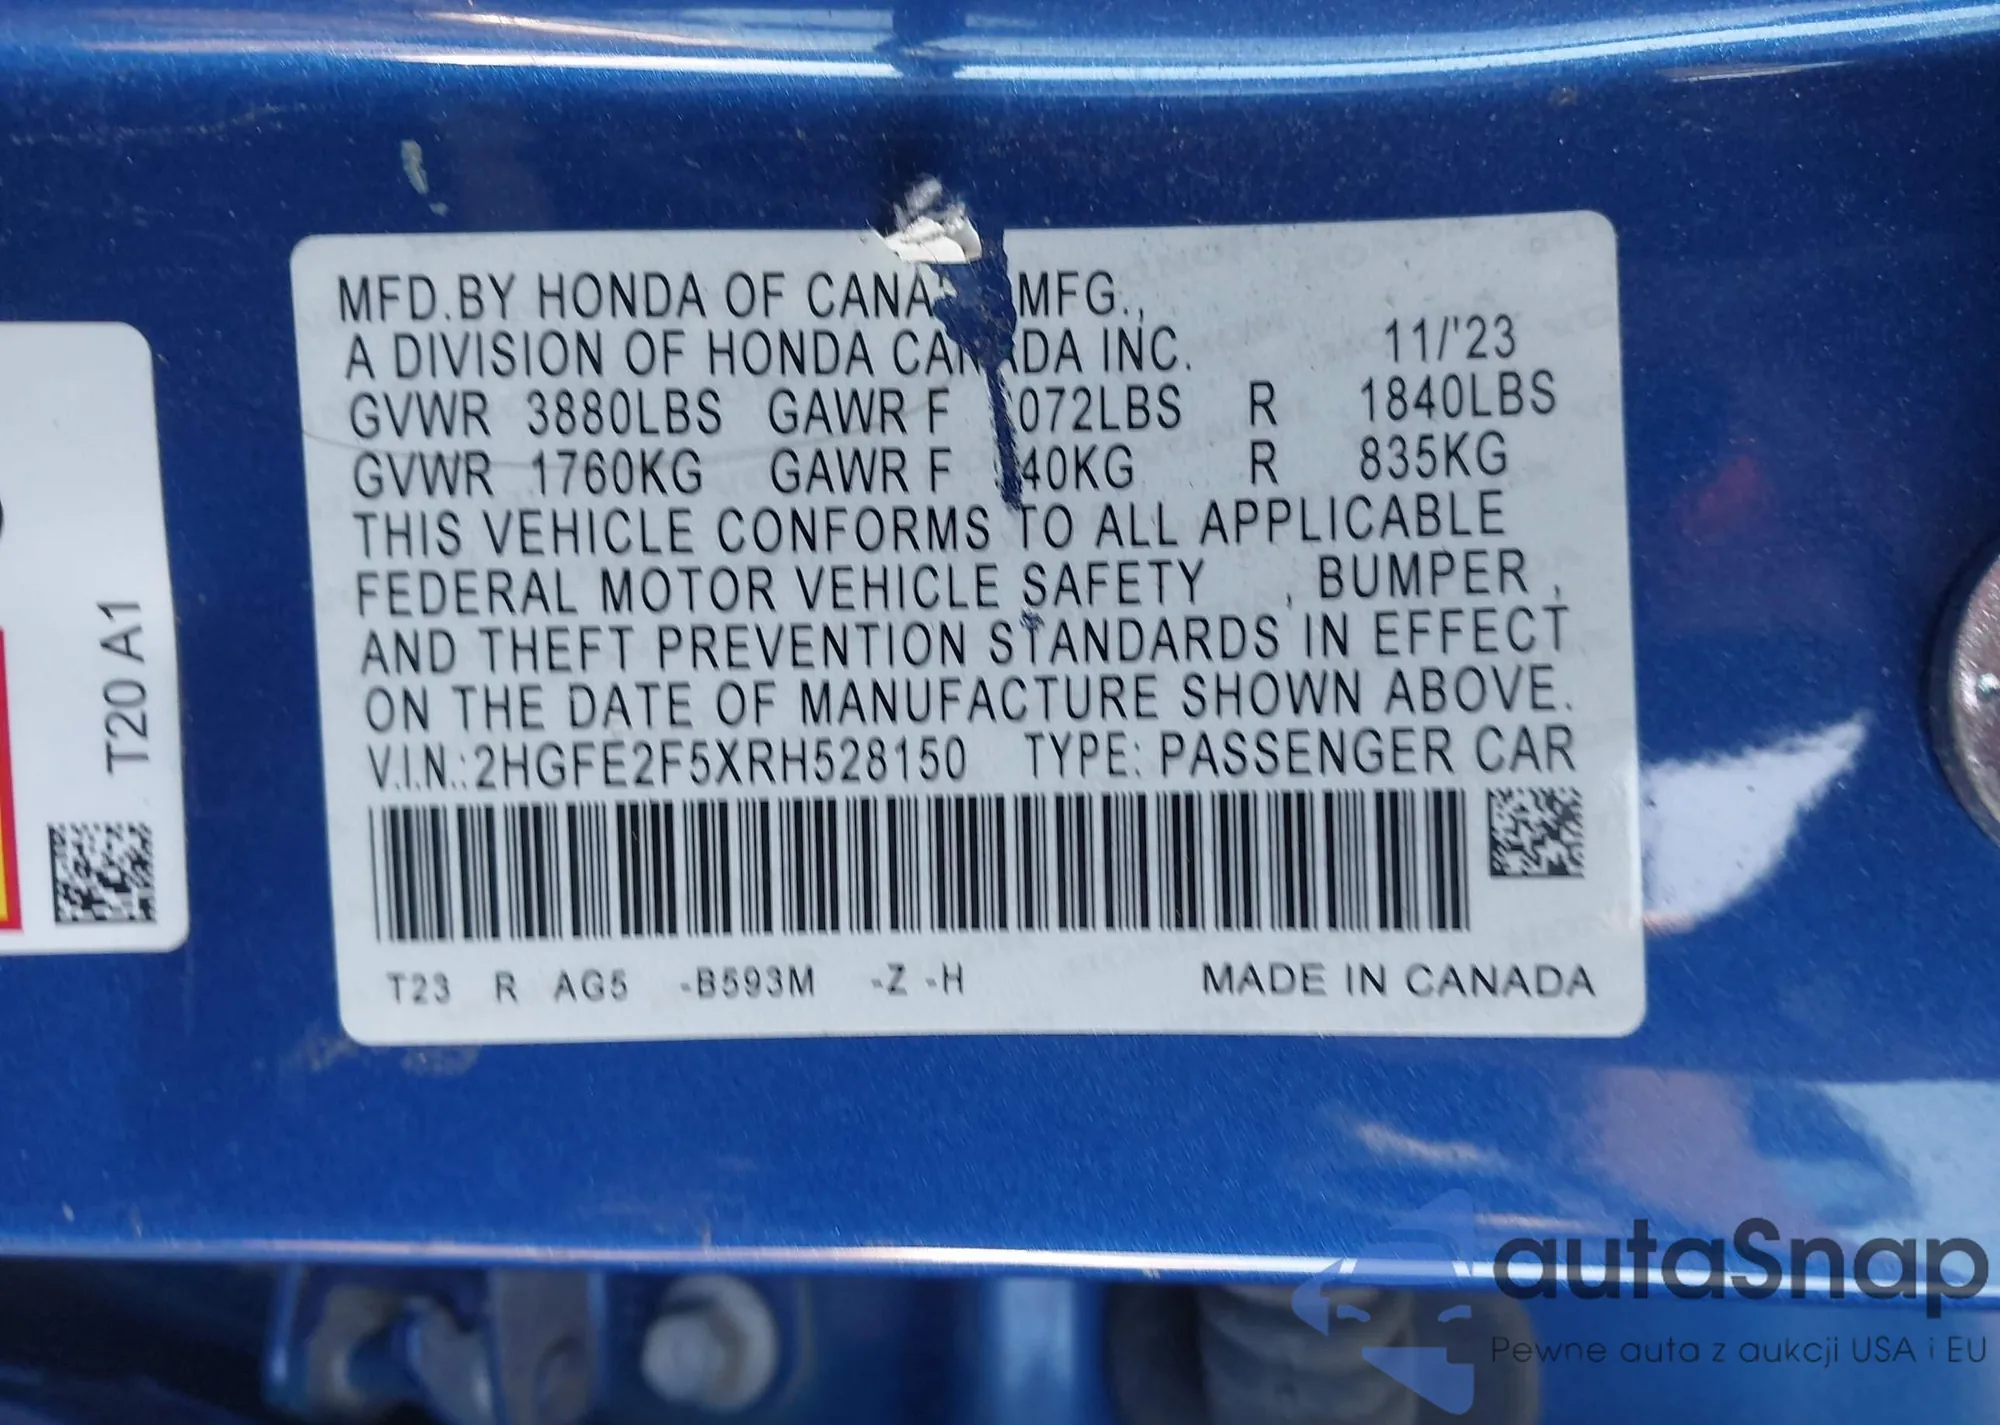 MFD.BY HONDA OF CANA MFG.,
A DIVISION OF HONDA CANADA INC. 11/'23
GVWR 3880LBS GAWR F 072LBS R 1840LBS
GVWR 1760KG GAWR F 40KG R 835KG
THIS VEHICLE CONFORMS TO ALL APPLICABLE
FEDERAL MOTOR VEHICLE SAFETY , BUMPER ,
AND THEFT PREVENTION STANDARDS IN EFFECT
ON THE DATE OF MANUFACTURE SHOWN ABOVE.
V.I.N.:2HGFE2F5XRH528150 TYPE: PASSENGER CAR
T23 R AG5 -B593M -Z -H MADE IN CANADA
T20 A1
autaSnap
Pewne auta z aukcji USA i EU